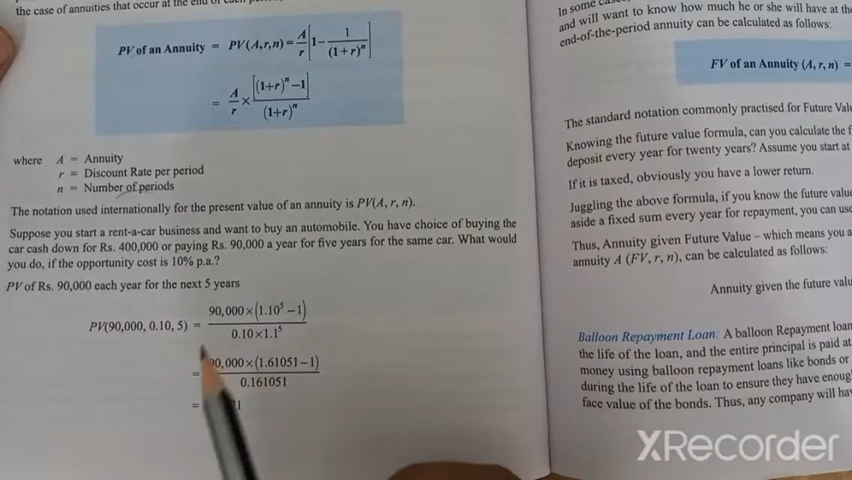 the case of annuities that occur at the end of each period,
PV of an Annuity = PV(A,r,n) = A/r [1 − 1/(1+r)^n]
= A/r × [(1+r)^n −1]/(1+r)^n
where A = Annuity
r = Discount Rate per period
n = Number of periods
The notation used internationally for the present value of an annuity is PV(A, r, n).
Suppose you start a rent-a-car business and want to buy an automobile. You have choice of buying the
car cash down for Rs. 400,000 or paying Rs. 90,000 a year for five years for the same car. What would
you do, if the opportunity cost is 10% p.a.?
PV of Rs. 90,000 each year for the next 5 years
PV(90,000, 0.10, 5) = 90,000×(1.10^5 −1)/0.10×1.1^5
= 90,000×(1.61051−1)/0.161051
=
In some
and will want to know how much he or she will have at the
end-of-the-period annuity can be calculated as follows:
FV of an Annuity (A, r, n) =
The standard notation commonly practised for Future
Knowing the future value formula, can you calculate the
deposit every year for twenty years? Assume you start at
If it is taxed, obviously you have a lower return.
Juggling the above formula, if you know the future value
aside a fixed sum every year for repayment, you can use
Thus, Annuity given Future Value – which means you
annuity A (FV, r, n), can be calculated as follows:
Annuity given the future
Balloon Repayment Loan: A balloon Repayment loan
the life of the loan, and the entire principal is paid at
money using balloon repayment loans like bonds or
during the life of the loan to ensure they have
face value of the bonds. Thus, any company will
XRecorder